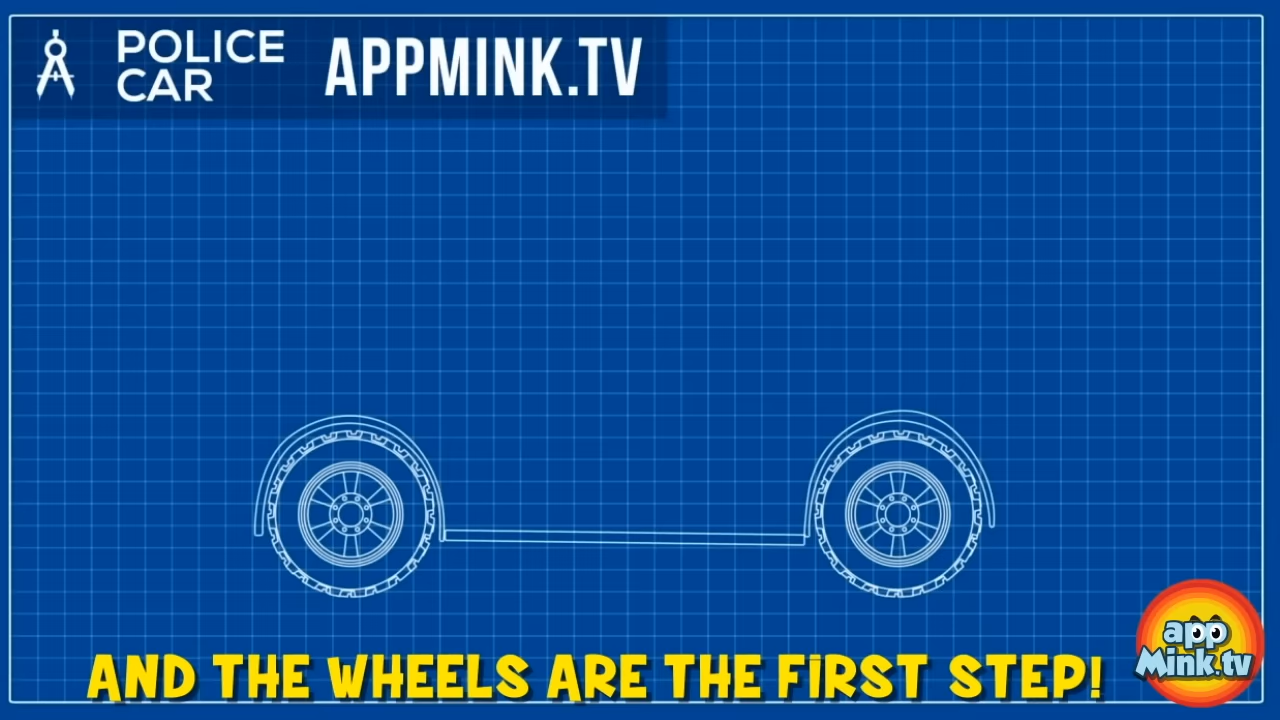 POLICE
CAR
APPMINK.TV
AND THE WHEELS ARE THE FIRST STEP!
app
Mink.tv